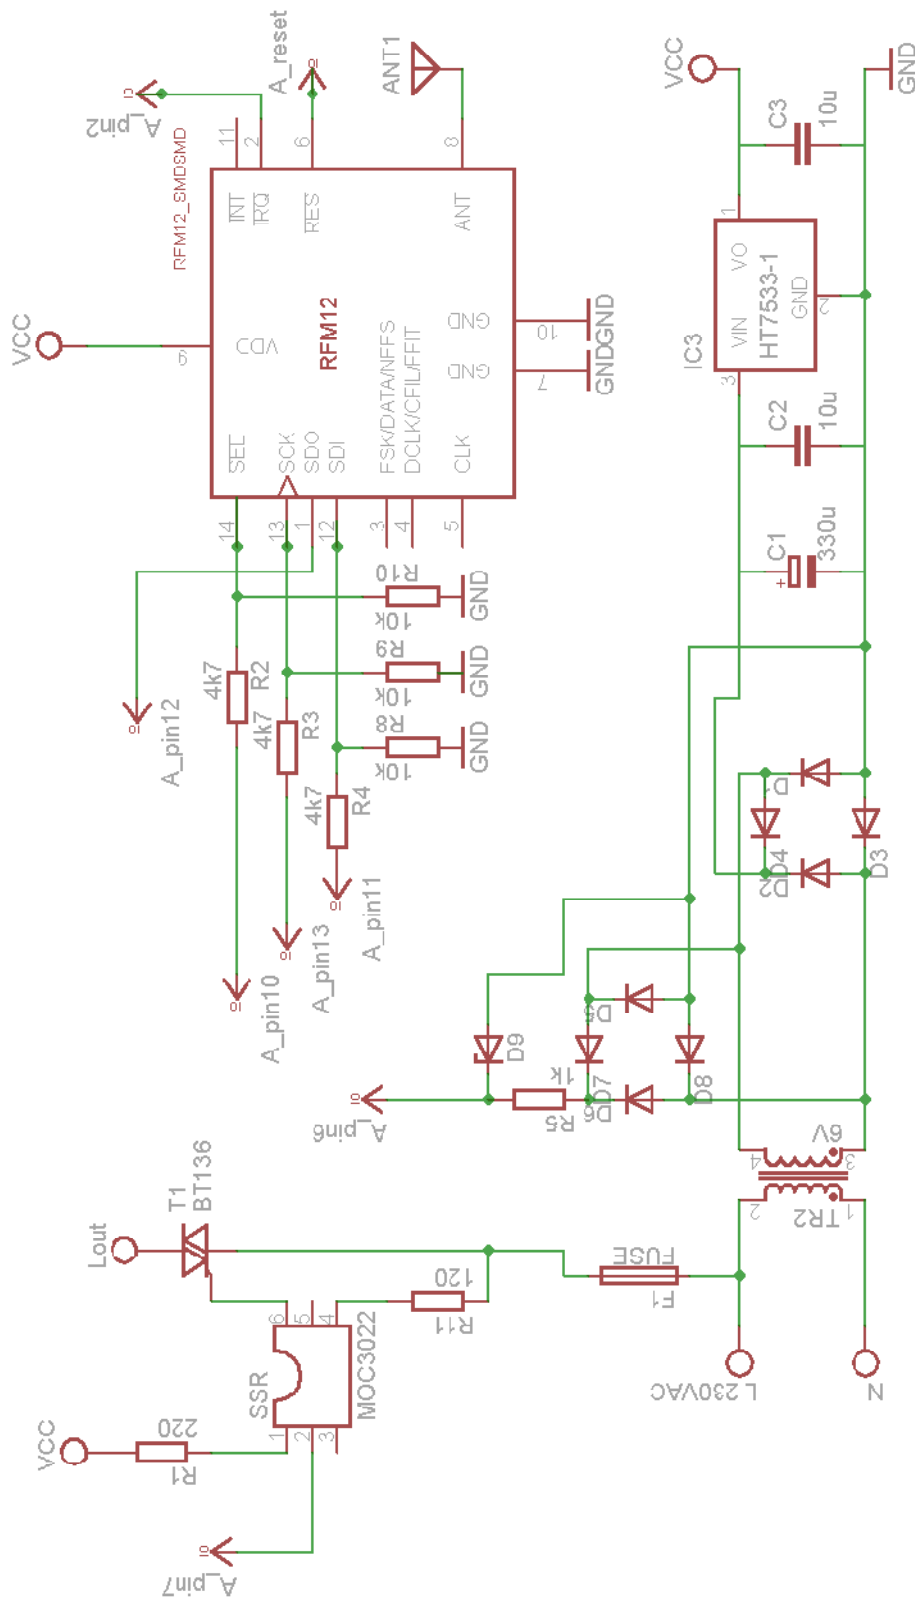 A_pin2
A_reset
ANT1
VCC
RFM12_SMDSMD
11
2
6
8
INT
IRQ
RES
ANT
VCC
9
VDD
RFM12
GND
10
GND
GND
7
GND
SEL
SCK
SDO
SDI
FSK/DATA/NFFS
DCLK/CFIL/FFIT
CLK
14
13
1
12
3
4
5
R10
10k
GND
R9
10k
GND
R8
10k
GND
4k7
R2
4k7
R3
4k7
R4
A_pin12
A_pin10
A_pin13
A_pin11
GND
C3
10u
1
VO
VIN
GND
2
HT7533-1
IC3
3
C2
10u
C1
330u
+
D1
D4
D2
D3
D9
D5
D7
D6
D8
1k
R5
A_pin6
6V
4
3
TR2
2
1
FUSE
F1
L 230VAC
N
Lout
T1
BT136
120
R11
6
5
4
SSR
MOC3022
1
2
3
VCC
220
R1
A_pin7